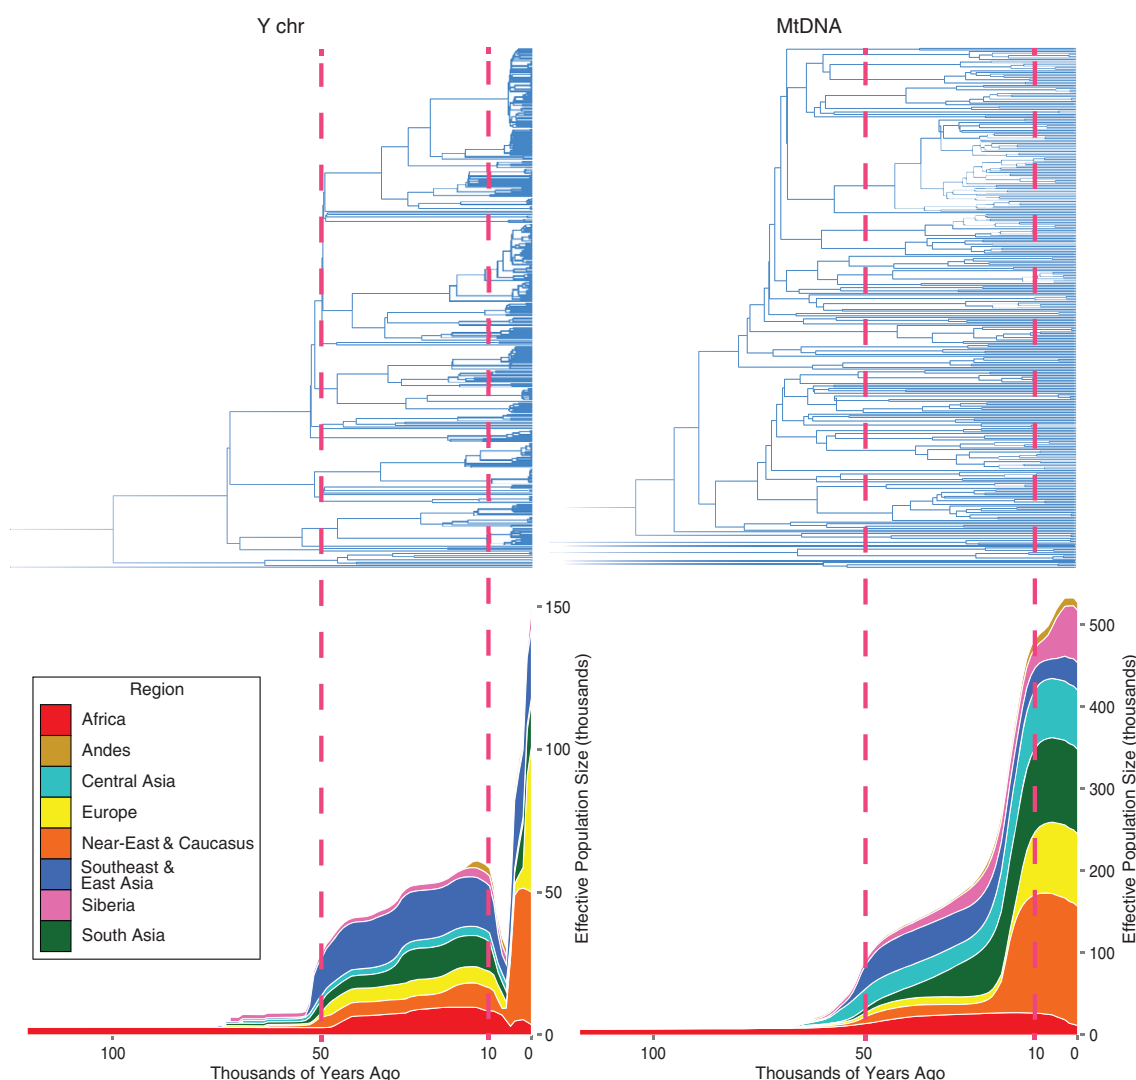 Y chr
MtDNA
150
100
50
0
Effective Population Size (thousands)
500
400
300
200
100
0
Effective Population Size (thousands)
Region
Africa
Andes
Central Asia
Europe
Near-East & Caucasus
Southeast &
East Asia
Siberia
South Asia
100
50
10
0
Thousands of Years Ago
100
50
10
0
Thousands of Years Ago